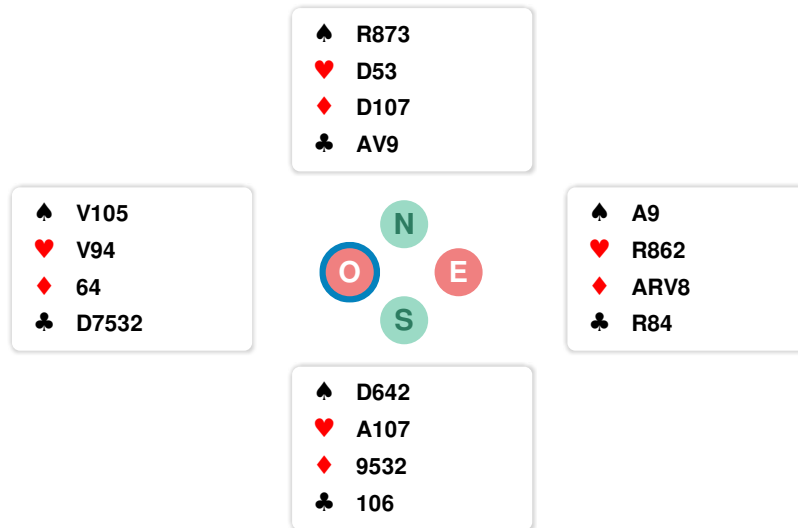 ♠ R873
♥ D53
♦ D107
♣ AV9
♠ V105
♥ V94
♦ 64
♣ D7532
N
O E
S
♠ A9
♥ R862
♦ ARV8
♣ R84
♠ D642
♥ A107
♦ 9532
♣ 106